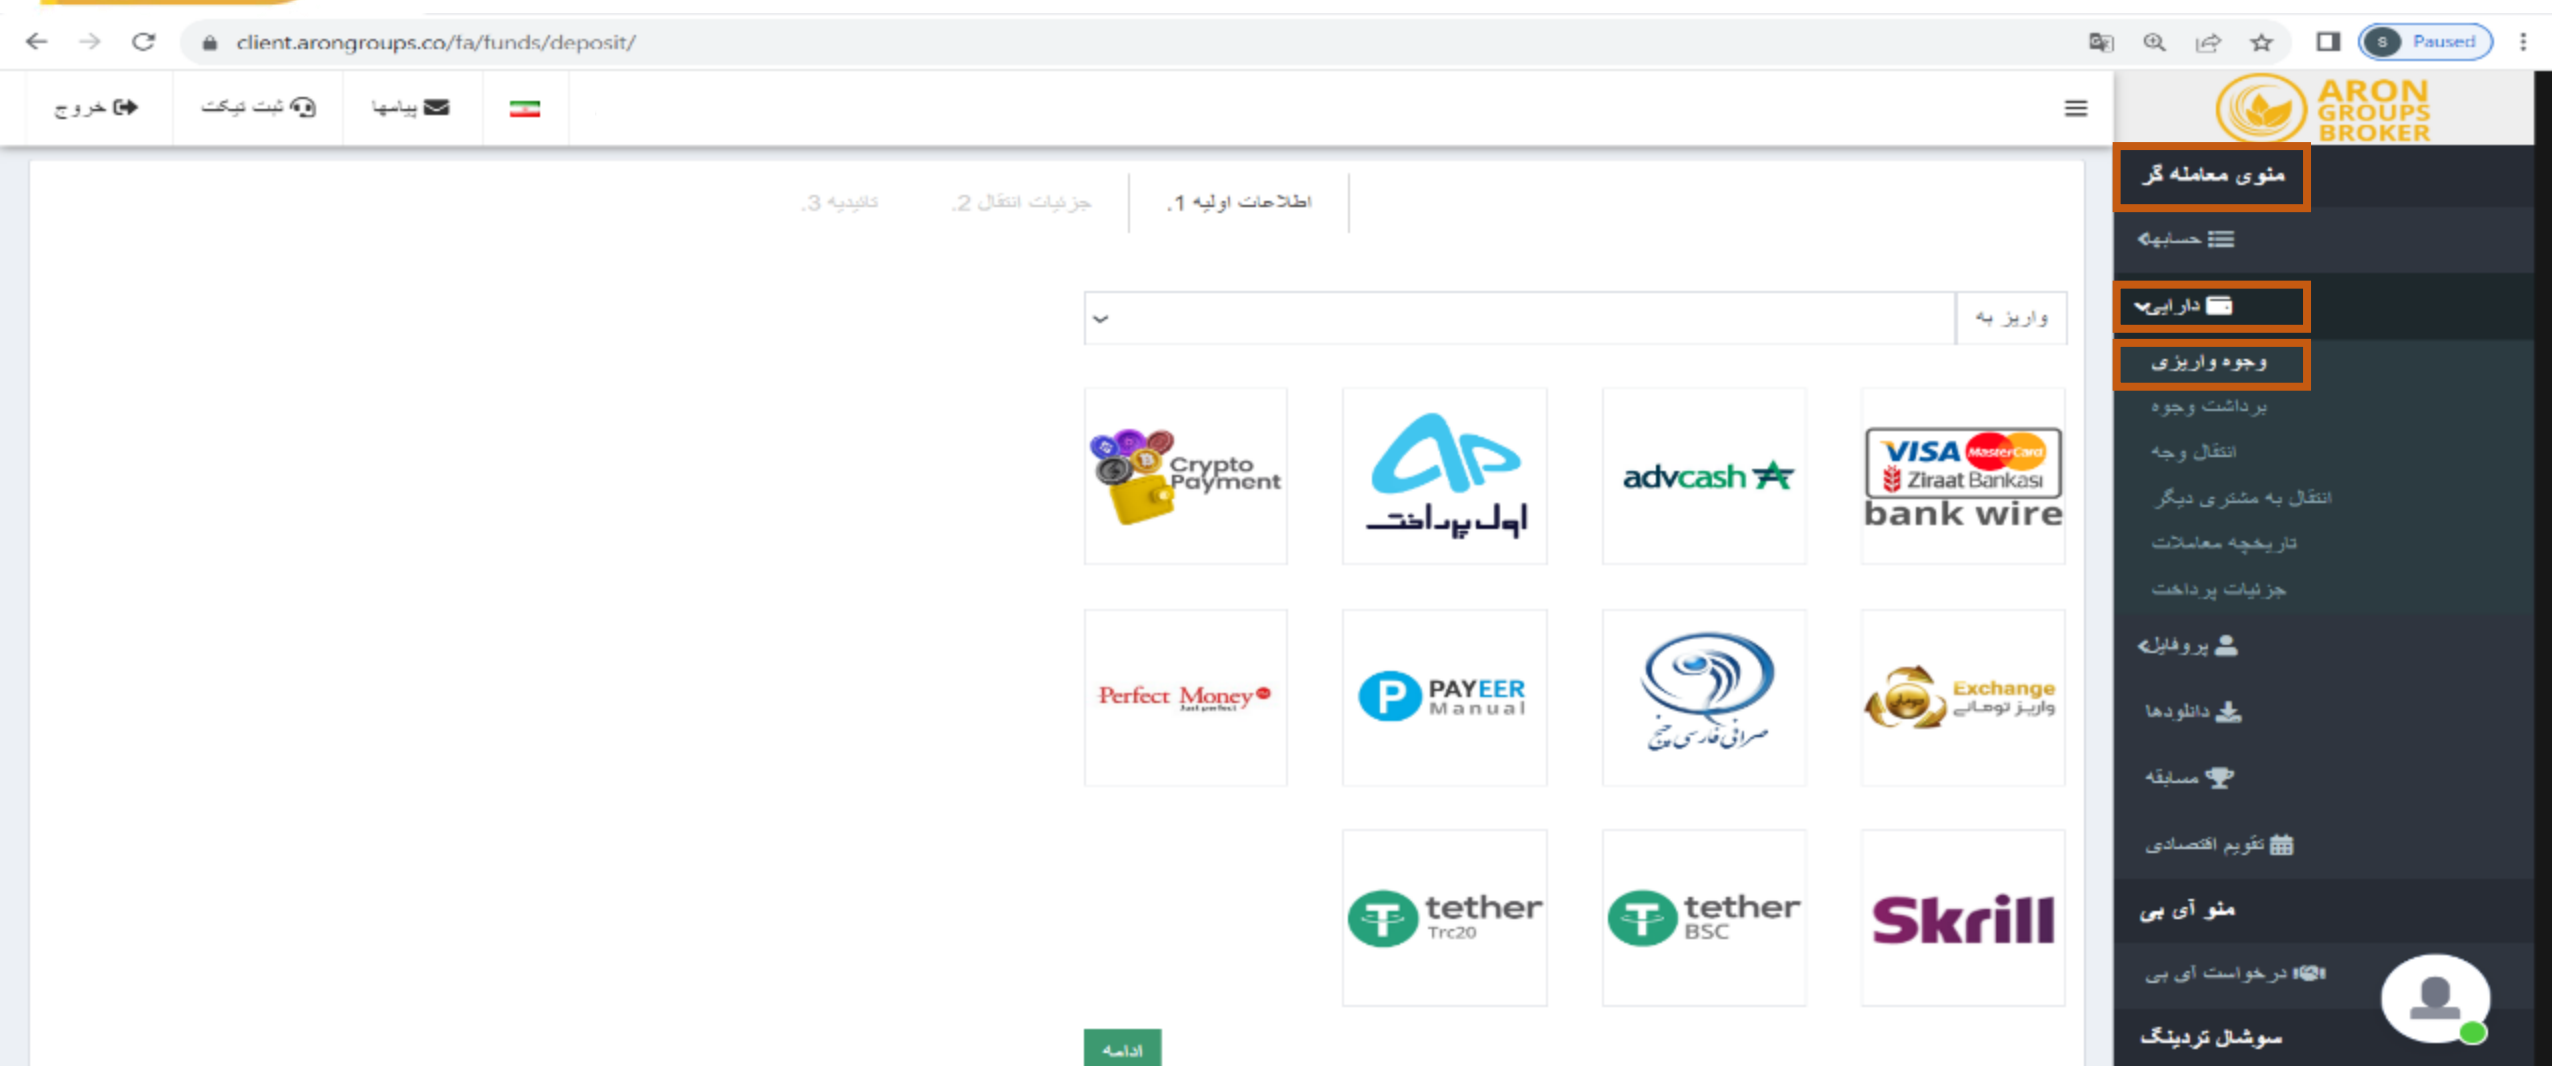 client.arongroups.co/fa/funds/deposit/
S Paused
ARON
GROUPS
BROKER
پیامها
ثبت تیکت
خروج
منوی معامله گر
حسابها
دارایی
وجوه واریزی
برداشت وجوه
انتقال وجه
انتقال به مشتری دیگر
تاریخچه معاملات
جزئیات پرداخت
پروفایل
دانلودها
مسابقه
تقویم اقتصادی
منو آی بی
درخواست آی بی
سوشال تردینگ
اطلاعات اولیه 1.
جزئیات انتقال 2.
تائیدیه 3.
واریز به
VISA MasterCard
Ziraat Bankası
bank wire
advcash
اول پرداخت
Crypto
Payment
Exchange
واریز تومانی
صرافی فارسی پنج
PAYEER
Manual
Perfect Money
Just perfect
Skrill
tether
BSC
tether
Trc20
ادامه